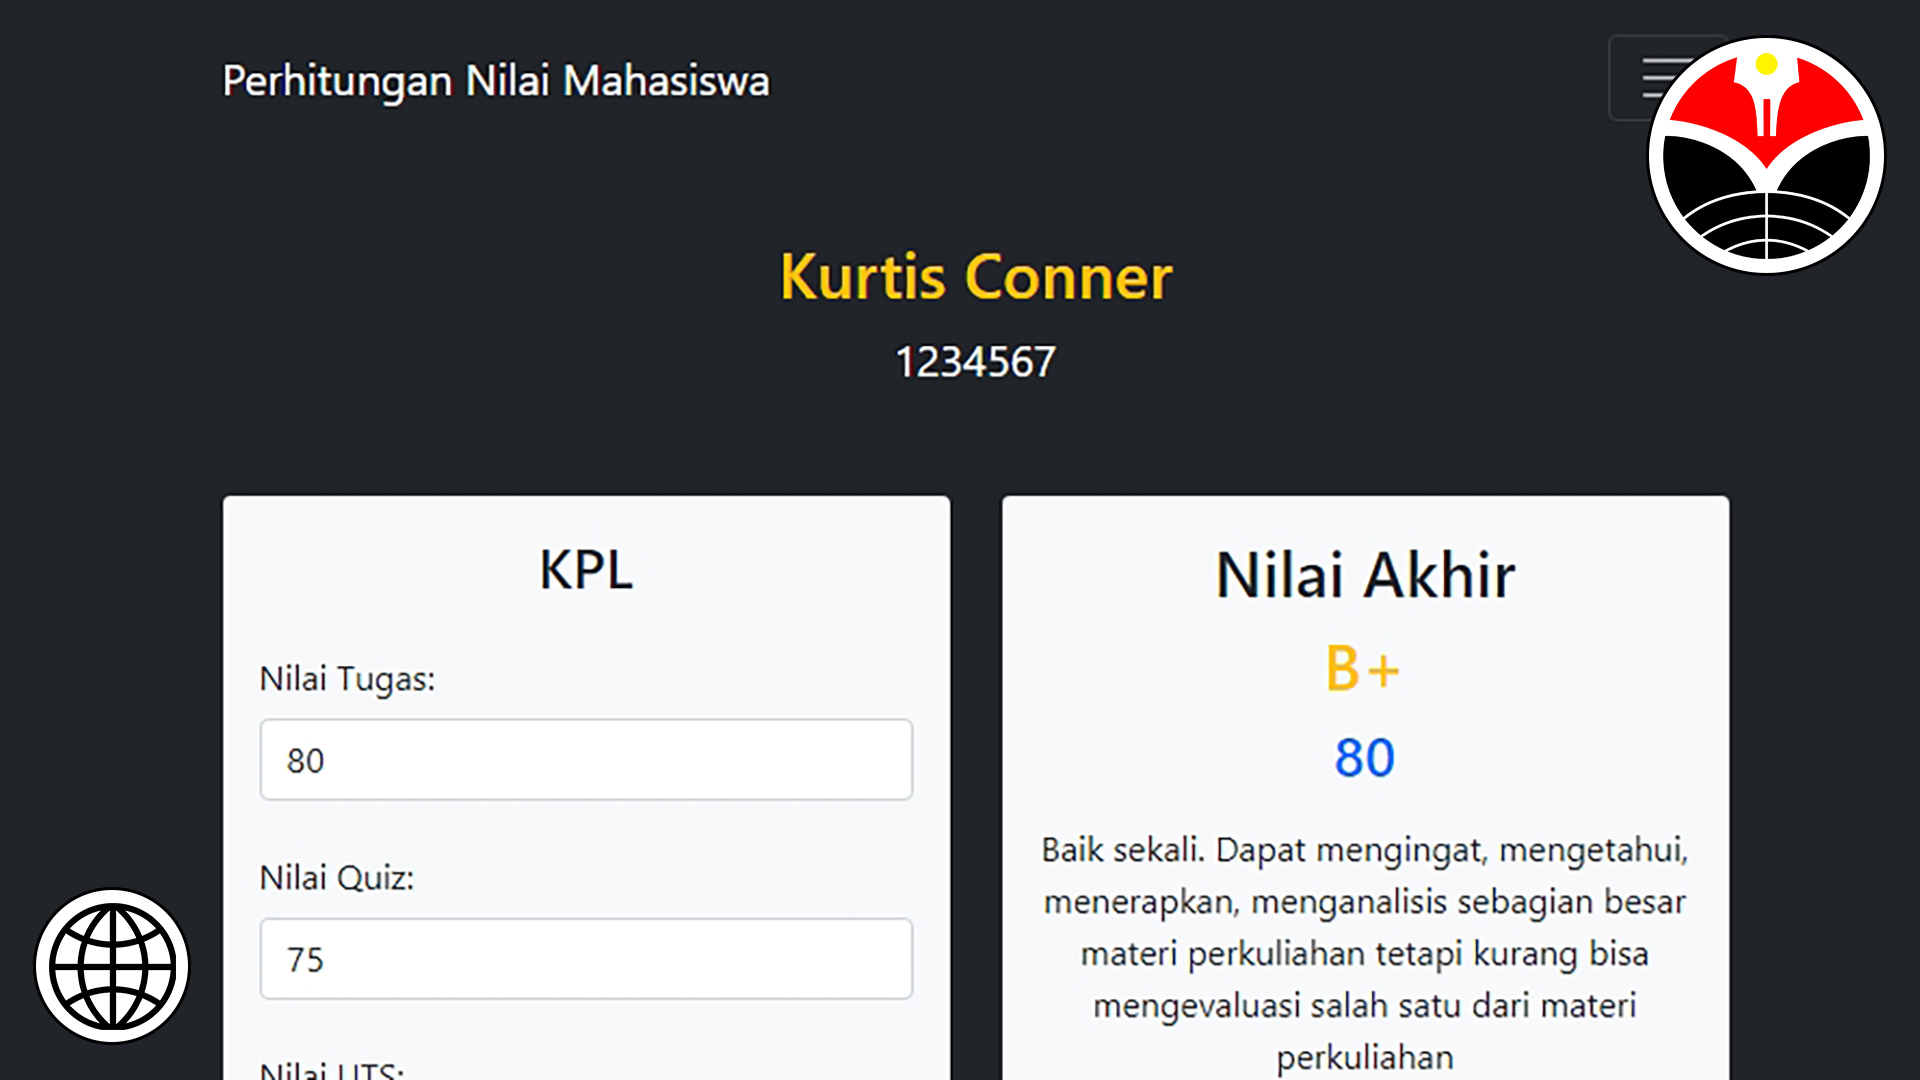 Perhitungan Nilai Mahasiswa
Kurtis Conner
1234567
KPL
Nilai Tugas:
80
Nilai Quiz:
75
Nilai UTS:
Nilai Akhir
B+
80
Baik sekali. Dapat mengingat, mengetahui,
menerapkan, menganalisis sebagian besar
materi perkuliahan tetapi kurang bisa
mengevaluasi salah satu dari materi
perkuliahan